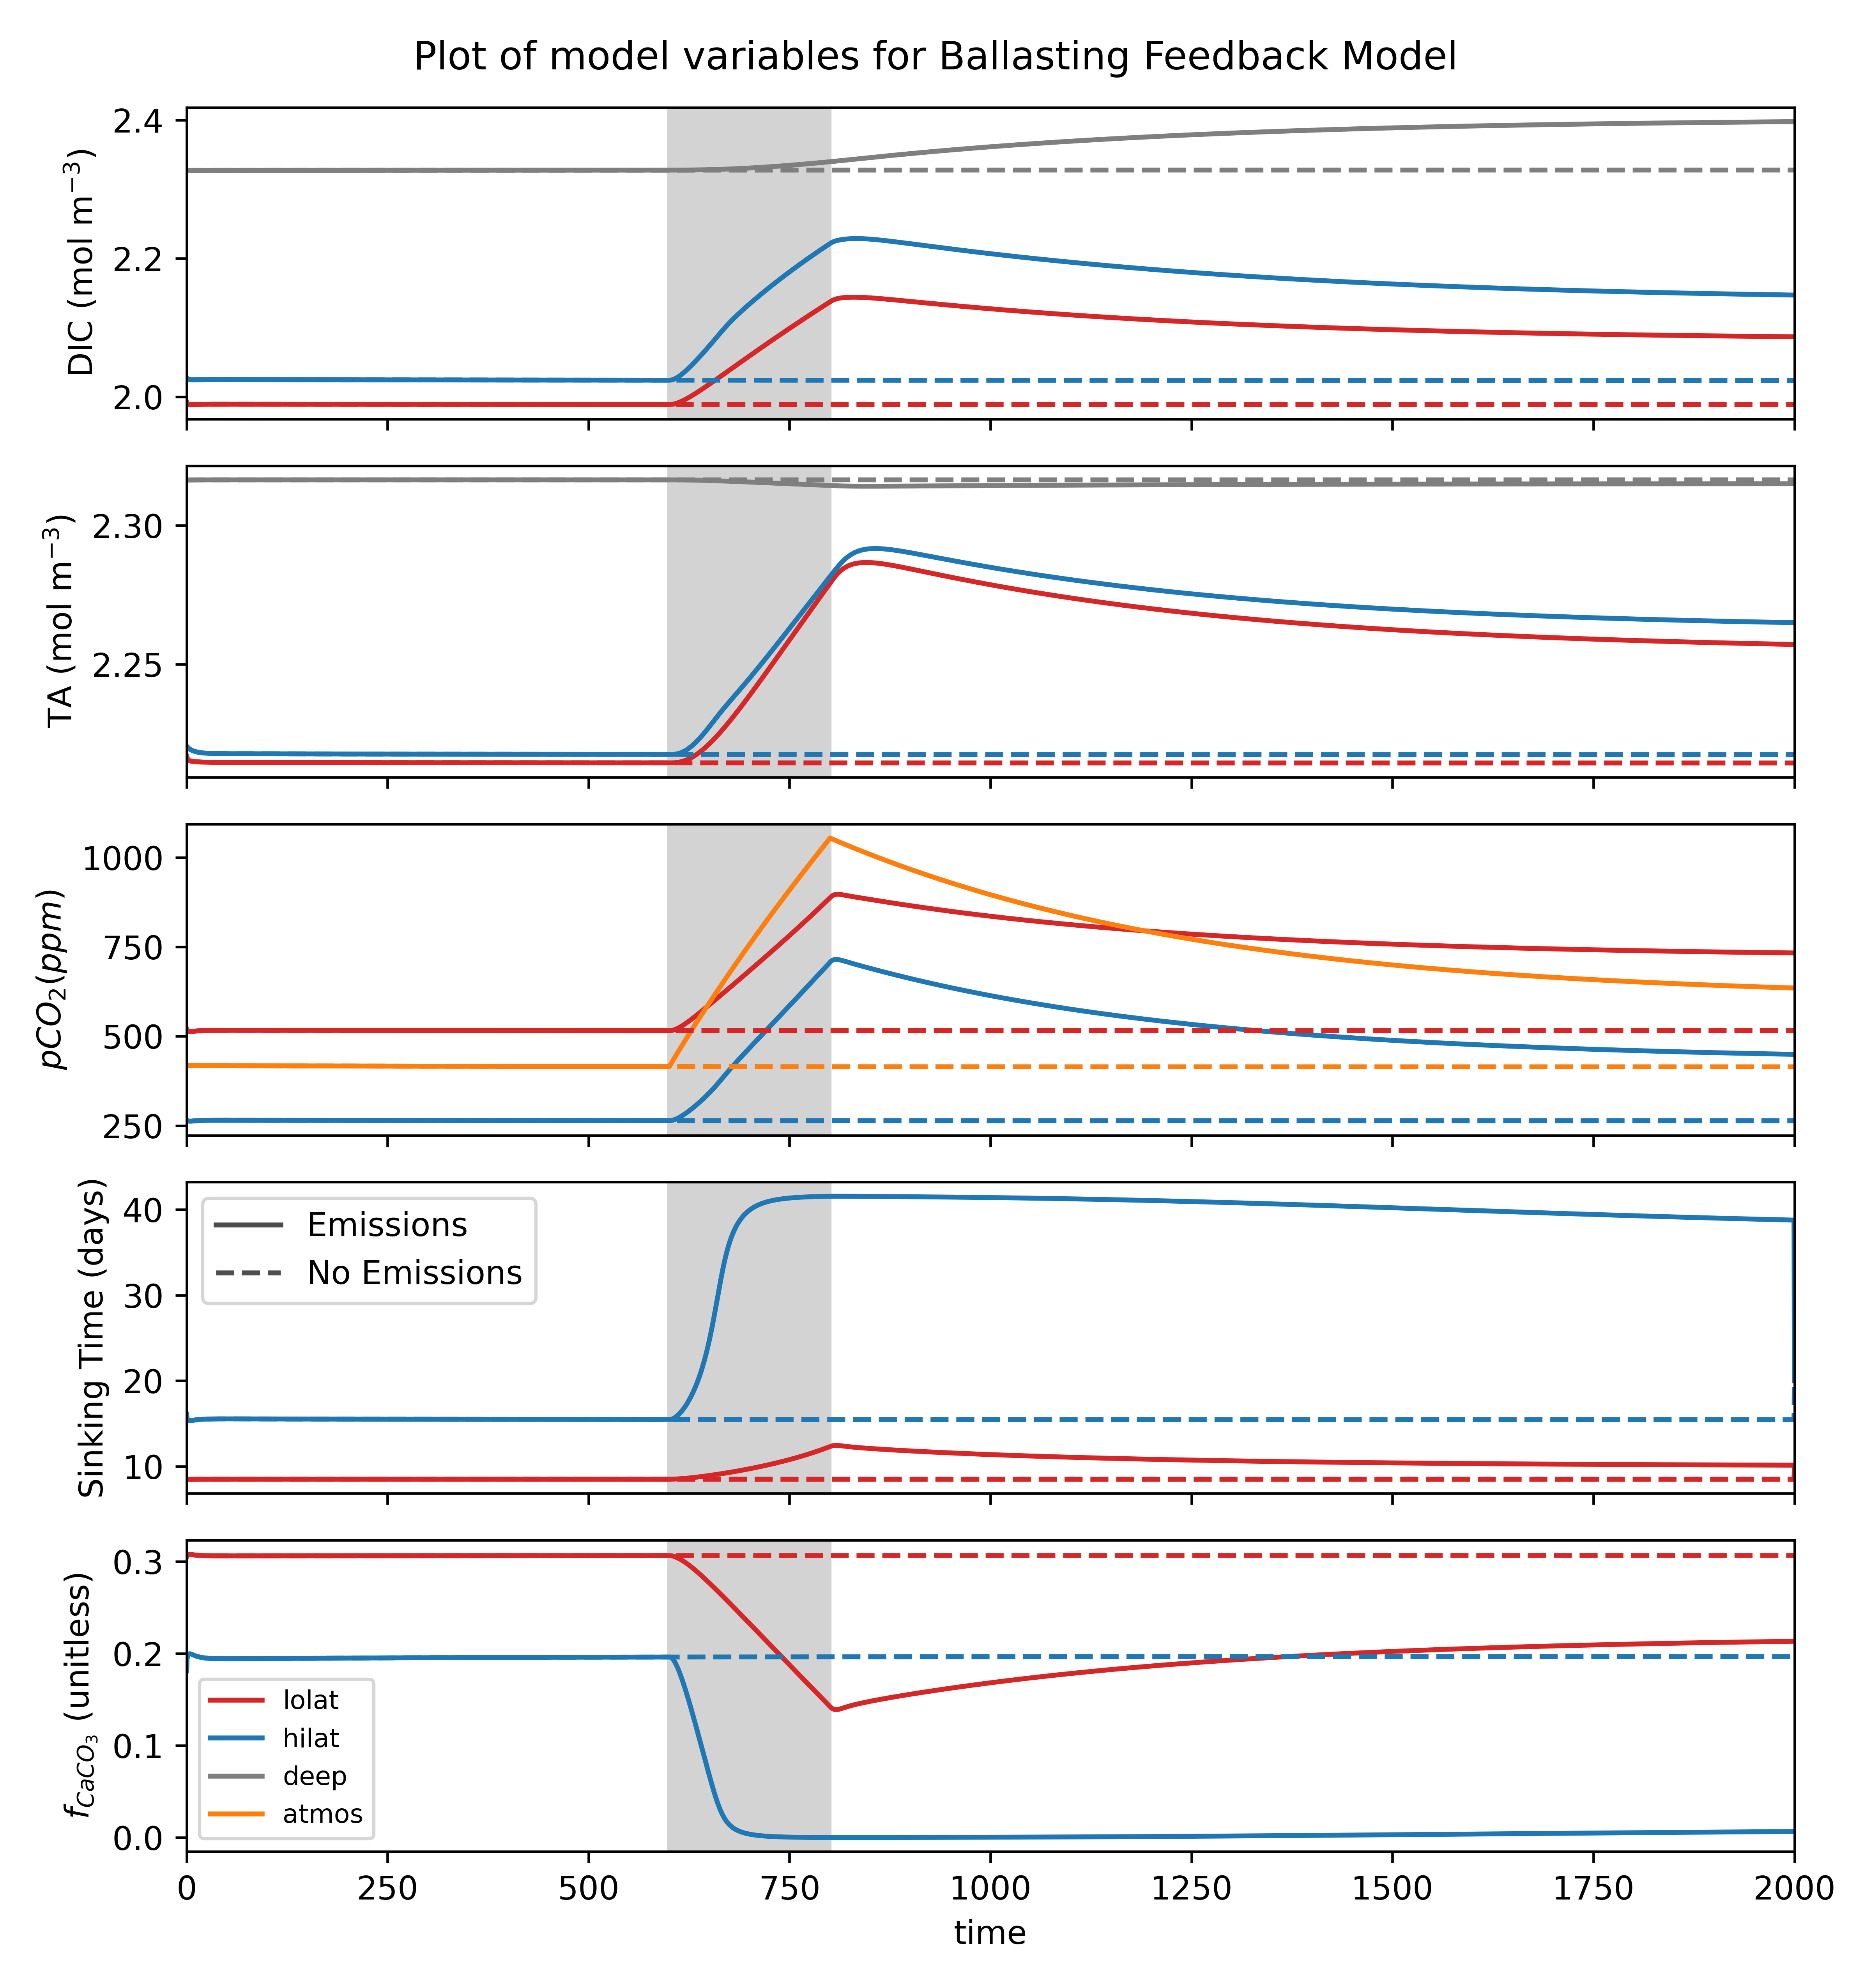 Plot of model variables for Ballasting Feedback Model
2.4
2.2
2.0
DIC (mol m⁻³)
2.30
2.25
TA (mol m⁻³)
1000
750
500
250
pCO₂(ppm)
40
30
20
10
Sinking Time (days)
Emissions
No Emissions
0.3
0.2
0.1
0.0
f_CaCO₃ (unitless)
lolat
hilat
deep
atmos
0 250 500 750 1000 1250 1500 1750 2000
time